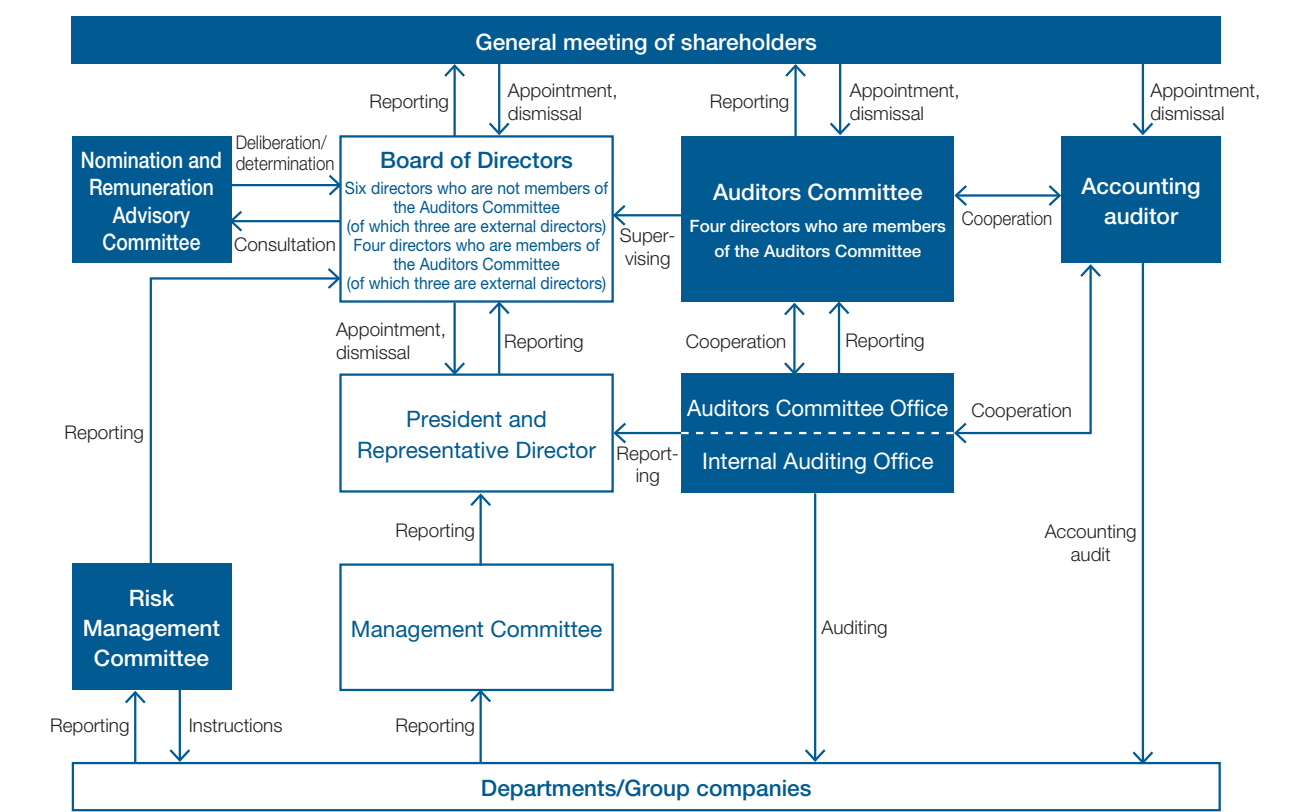 General meeting of shareholders
Reporting
Appointment,
dismissal
Reporting
Appointment,
dismissal
Appointment,
dismissal
Nomination and
Remuneration
Advisory
Committee
Deliberation/
determination
Consultation
Board of Directors
Six directors who are not members of
the Auditors Committee
(of which three are external directors)
Four directors who are members of
the Auditors Committee
(of which three are external directors)
Super-
vising
Auditors Committee
Four directors who are members
of the Auditors Committee
Cooperation
Accounting
auditor
Appointment,
dismissal
Reporting
Cooperation
Reporting
Reporting
President and
Representative Director
Report-
ing
Auditors Committee Office
Internal Auditing Office
Cooperation
Reporting
Accounting
audit
Risk
Management
Committee
Management Committee
Auditing
Reporting
Instructions
Reporting
Departments/Group companies